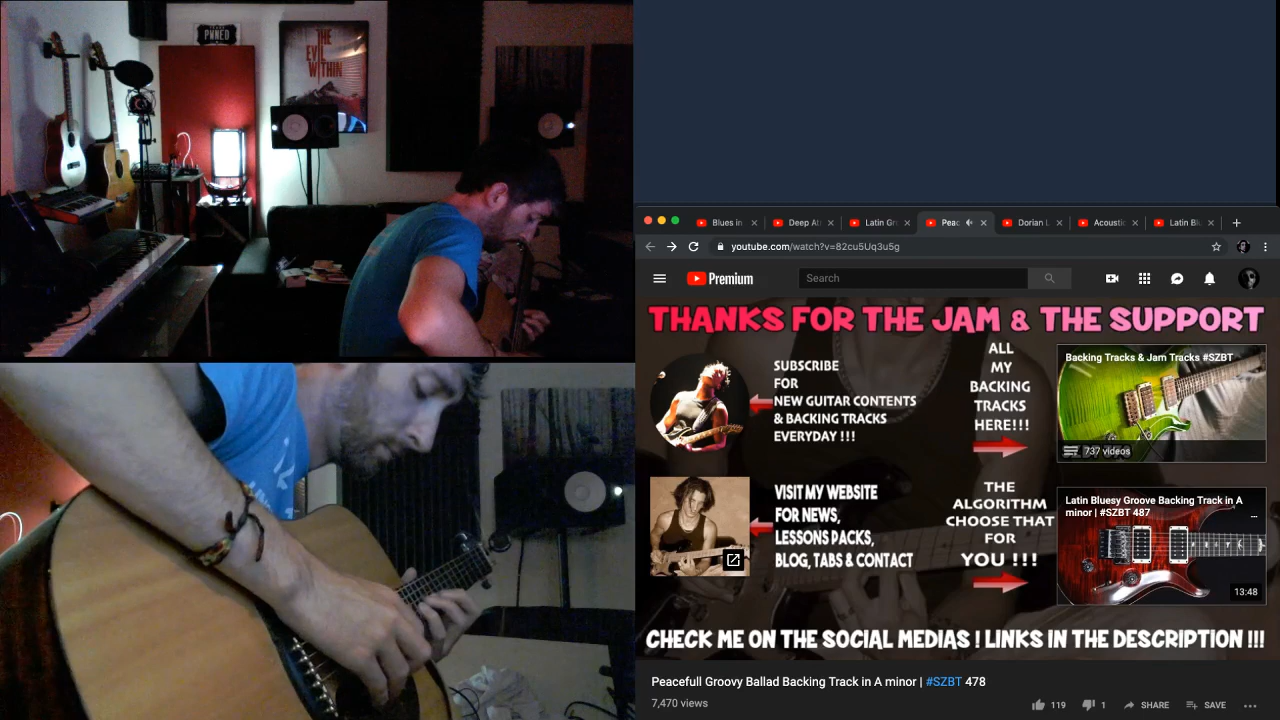 PWNED
THE
EVIL
WITHIN
Blues in
Deep At
Latin Gr
Peac
Dorian L
Acousti
Latin Bl
youtube.com/watch?v=82cu5Uq3u5g
Premium
Search
THANKS FOR THE JAM & THE SUPPORT
SUBSCRIBE
FOR
NEW GUITAR CONTENTS
& BACKING TRACKS
EVERYDAY !!!
ALL
MY
BACKING
TRACKS
HERE!!!
Backing Tracks & Jam Tracks #SZBT
737 videos
VISIT MY WEBSITE
FOR NEWS,
LESSONS PACKS,
BLOG, TABS & CONTACT
THE
ALGORITHM
CHOOSE THAT
FOR
YOU !!!
Latin Bluesy Groove Backing Track in A
minor | #SZBT 487
13:48
CHECK ME ON THE SOCIAL MEDIAS ! LINKS IN THE DESCRIPTION !!!
Peacefull Groovy Ballad Backing Track in A minor | #SZBT 478
7,470 views
119
1
SHARE
SAVE